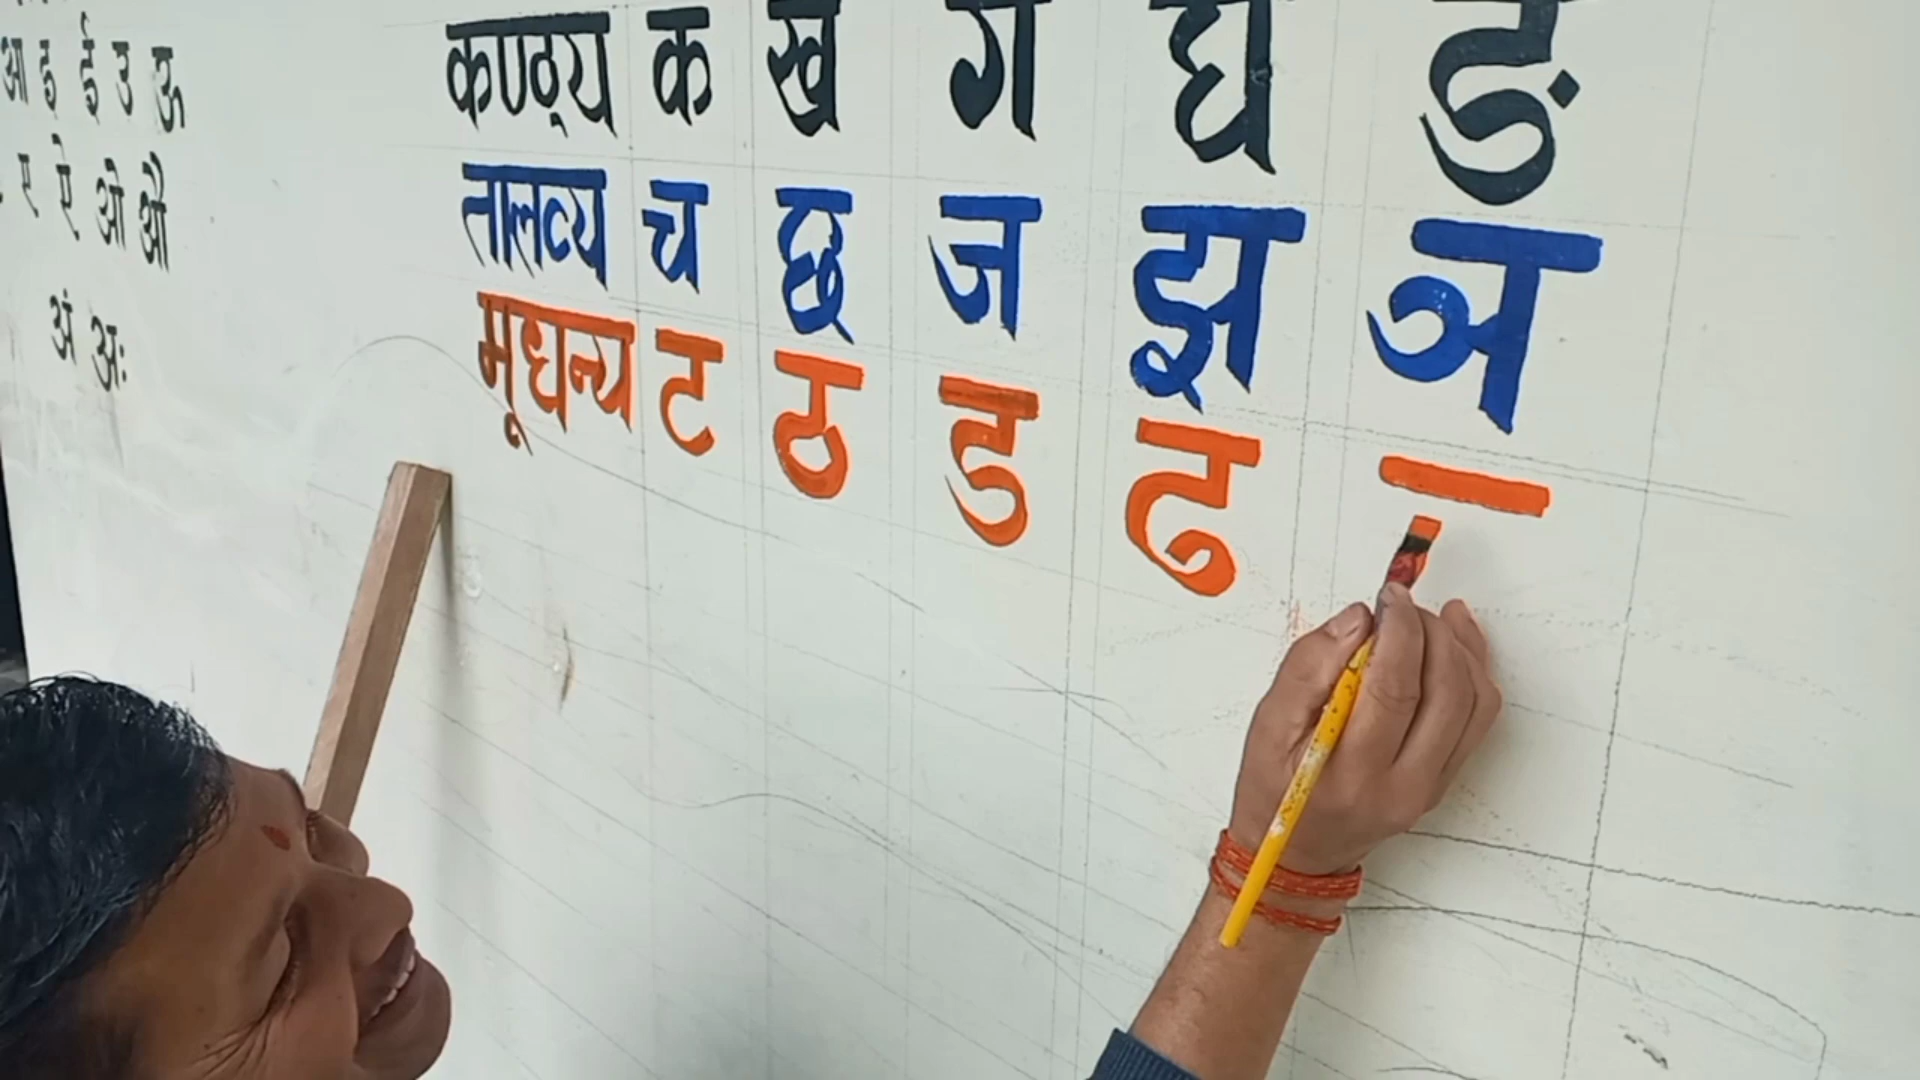 आ इ ई उ ऊ
ए ऐ ओ औ
अं अः
कण्ठ्य क ख ग घ ङ
तालव्य च छ ज झ ञ
मूधन्य ट ठ ड ढ